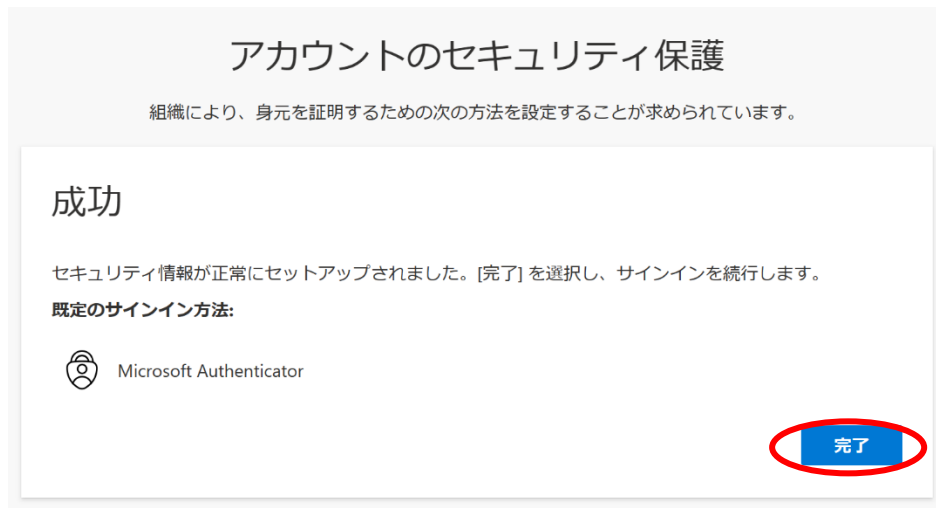 アカウントのセキュリティ保護
組織により、身元を証明するための次の方法を設定することが求められています。
成功
セキュリティ情報が正常にセットアップされました。[完了] を選択し、サインインを続行します。
既定のサインイン方法:
Microsoft Authenticator
完了